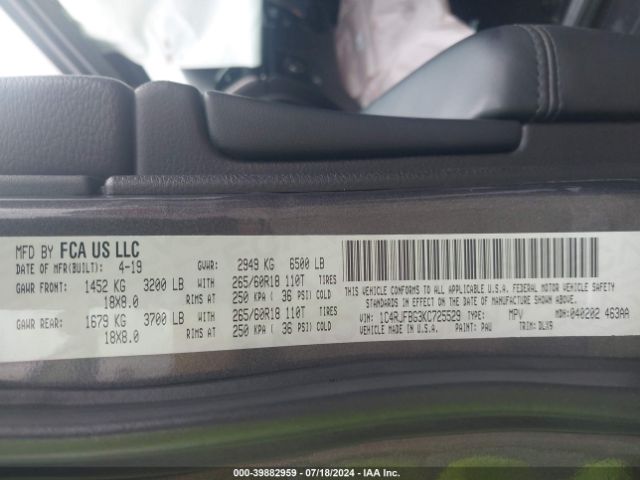 MFD BY FCA US LLC
DATE OF MFR(BUILT): 4-19 GVWR: 2949 KG 6500 LB
GAWR FRONT: 1452 KG 3200 LB WITH 265/60R18 110T TIRES
18X8.0 RIMS AT 250 KPA ( 36 PSI) COLD
GAWR REAR: 1679 KG 3700 LB WITH 265/60R18 110T TIRES
18X8.0 RIMS AT 250 KPA ( 36 PSI) COLD
THIS VEHICLE CONFORMS TO ALL APPLICABLE U.S.A. FEDERAL MOTOR VEHICLE SAFETY
STANDARDS IN EFFECT ON THE DATE OF MANUFACTURE SHOWN ABOVE.
VIN: 1C4RJFBG3KC725529 TYPE: MPV MDH: 040202 463AA
VEHICLE MADE IN U.S.A. PAINT: PAU TRIM: DLX9
000-39882959 - 07/18/2024 - IAA Inc.